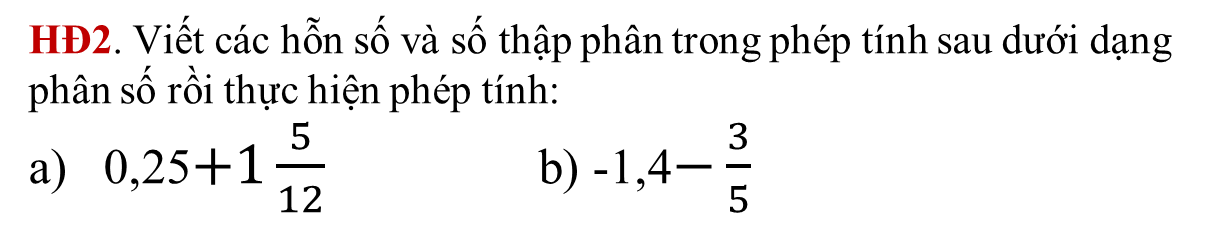 HĐ2. Viết các hỗn số và số thập phân trong phép tính sau dưới dạng
phân số rồi thực hiện phép tính:
a) 0,25+1 5/12 b) -1,4− 3/5